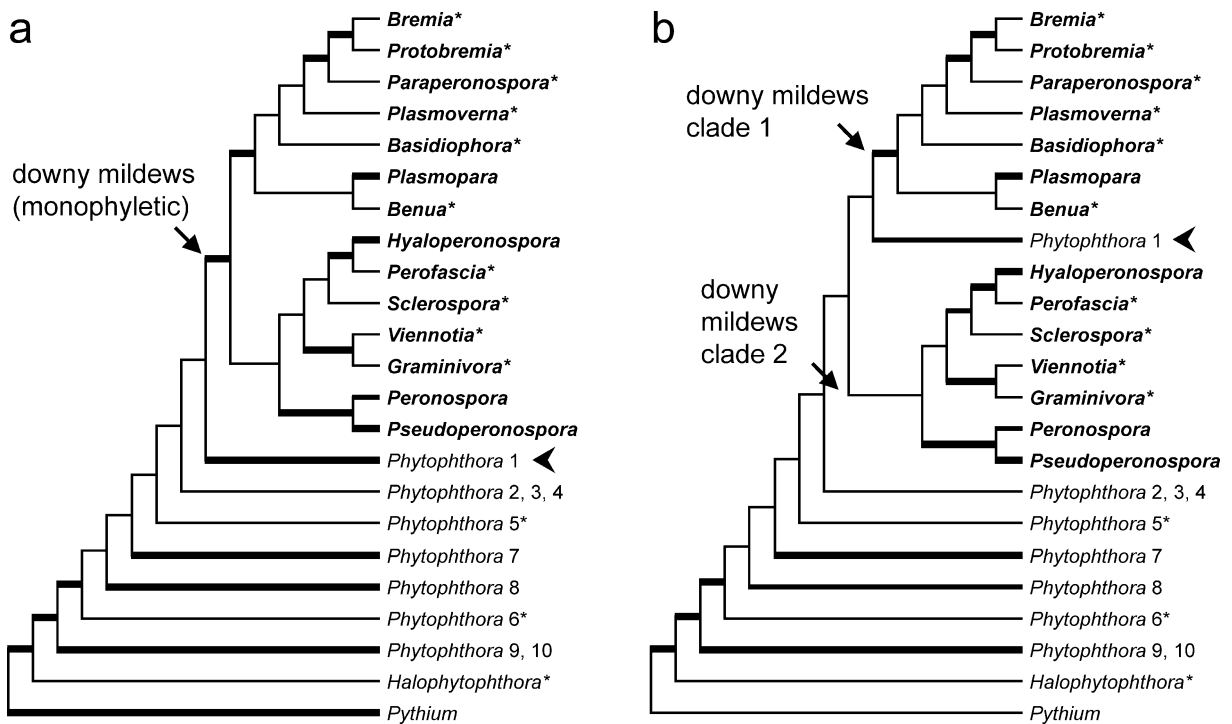 a
Bremia*
Protobremia*
Paraperonospora*
Plasmoverna*
Basidiophora*
Plasmopara
Benua*
Hyaloperonospora
Perofascia*
Sclerospora*
Viennotia*
Graminivora*
Peronospora
Pseudoperonospora
Phytophthora 1
Phytophthora 2, 3, 4
Phytophthora 5*
Phytophthora 7
Phytophthora 8
Phytophthora 6*
Phytophthora 9, 10
Halophytophthora*
Pythium
downy mildews
(monophyletic)
b
Bremia*
Protobremia*
Paraperonospora*
Plasmoverna*
Basidiophora*
Plasmopara
Benua*
Phytophthora 1
Hyaloperonospora
Perofascia*
Sclerospora*
Viennotia*
Graminivora*
Peronospora
Pseudoperonospora
Phytophthora 2, 3, 4
Phytophthora 5*
Phytophthora 7
Phytophthora 8
Phytophthora 6*
Phytophthora 9, 10
Halophytophthora*
Pythium
downy mildews
clade 1
downy
mildews
clade 2